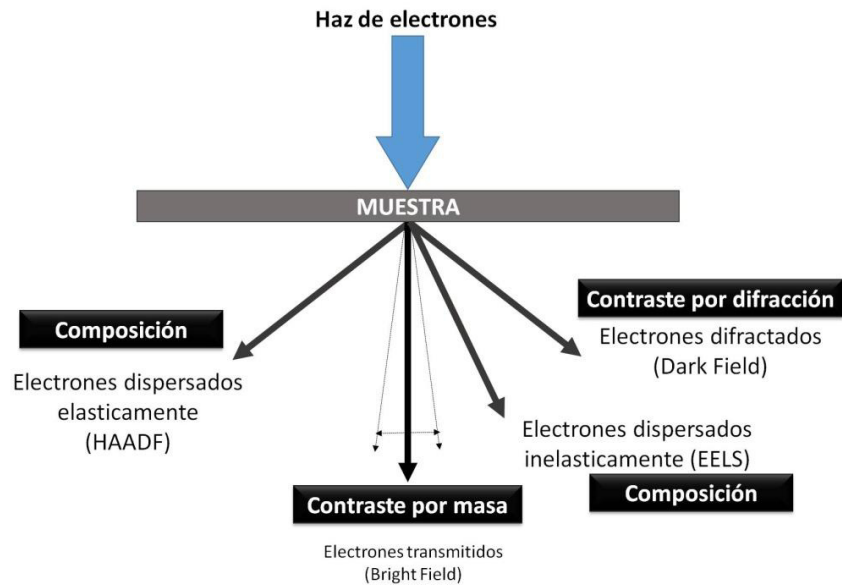 Haz de electrones
MUESTRA
Composición
Electrones dispersados
elasticamente
(HAADF)
Contraste por difracción
Electrones difractados
(Dark Field)
Electrones dispersados
inelasticamente (EELS)
Composición
Contraste por masa
Electrones transmitidos
(Bright Field)